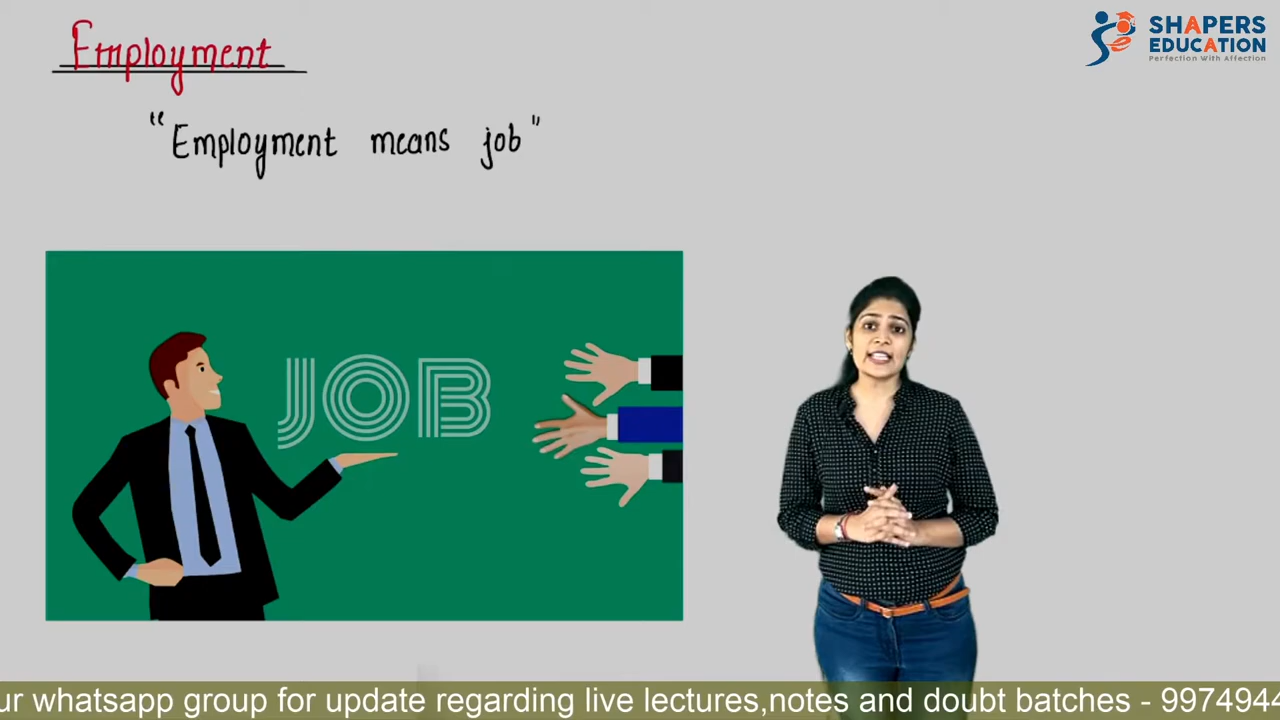 Employment
SHAPERS
EDUCATION
Perfection With Affection
"Employment means job"
JOB
ur whatsapp group for update regarding live lectures,notes and doubt batches - 9974944